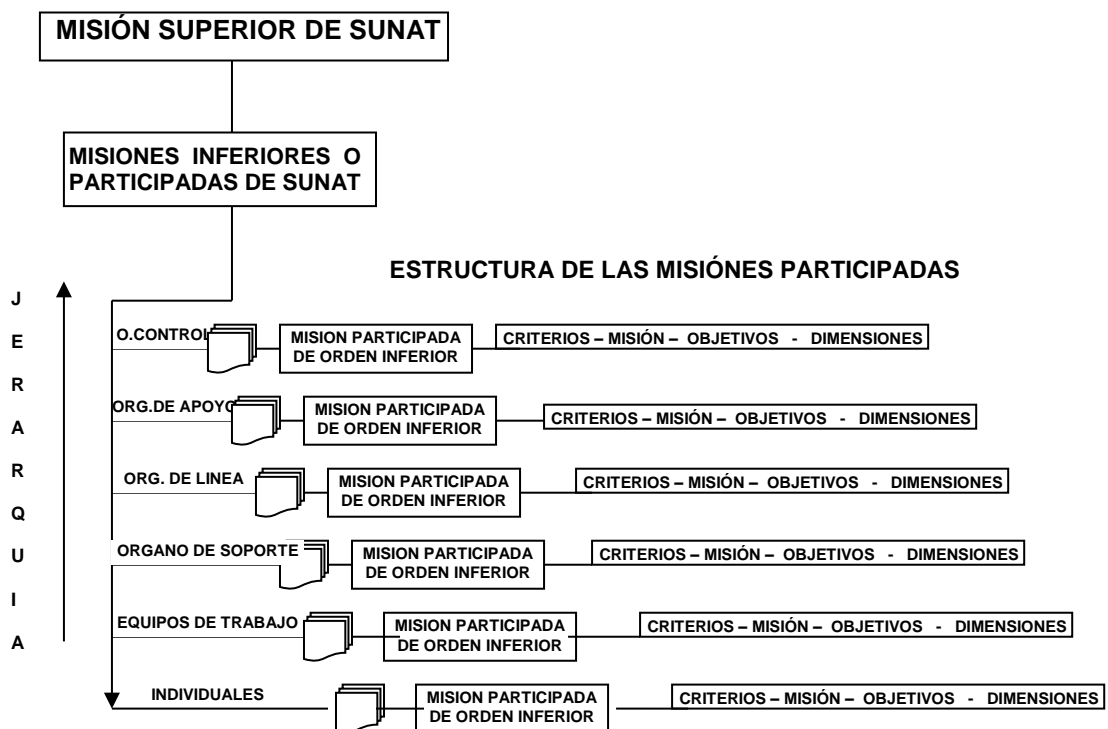 MISIÓN SUPERIOR DE SUNAT
MISIONES INFERIORES O
PARTICIPADAS DE SUNAT
ESTRUCTURA DE LAS MISIÓNES PARTICIPADAS
J
E
R
A
R
Q
U
I
A
O.CONTROL
MISION PARTICIPADA
DE ORDEN INFERIOR
CRITERIOS – MISIÓN – OBJETIVOS - DIMENSIONES
ORG.DE APOYO
MISION PARTICIPADA
DE ORDEN INFERIOR
CRITERIOS – MISIÓN – OBJETIVOS - DIMENSIONES
ORG. DE LINEA
MISION PARTICIPADA
DE ORDEN INFERIOR
CRITERIOS – MISIÓN – OBJETIVOS - DIMENSIONES
ORGANO DE SOPORTE
MISION PARTICIPADA
DE ORDEN INFERIOR
CRITERIOS – MISIÓN – OBJETIVOS - DIMENSIONES
EQUIPOS DE TRABAJO
MISION PARTICIPADA
DE ORDEN INFERIOR
CRITERIOS – MISIÓN – OBJETIVOS - DIMENSIONES
INDIVIDUALES
MISION PARTICIPADA
DE ORDEN INFERIOR
CRITERIOS – MISIÓN – OBJETIVOS - DIMENSIONES